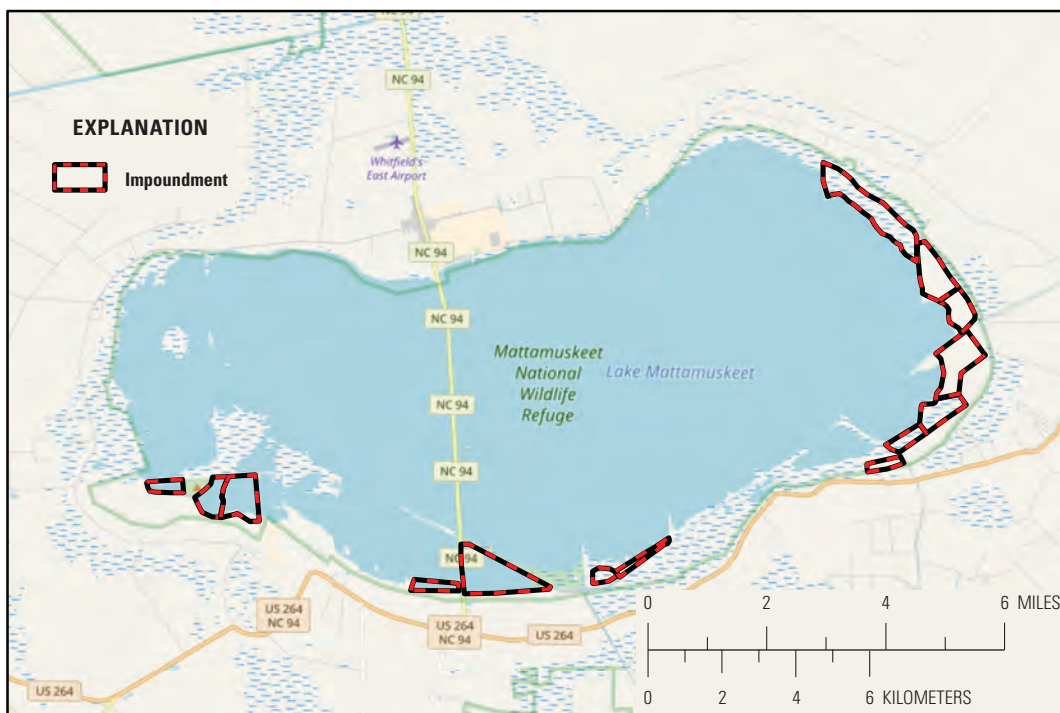 NC 94
EXPLANATION
Impoundment
Whitfield's
East Airport
NC 94
NC 94
Mattamuskeet
National
Wildlife
Refuge
Lake Mattamuskeet
NC 94
NC 94
NC 94
US 264
NC 94
US 264
NC 94
US 264
US 264
0 2 4 6 MILES
0 2 4 6 KILOMETERS